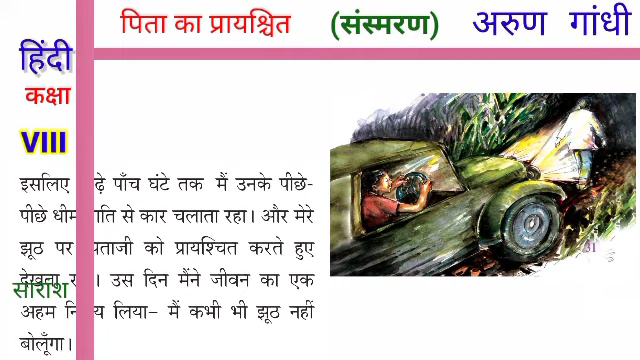 पिता का प्रायश्चित (संस्मरण) अरुण गांधी
हिंदी
कक्षा
VIII
इसलिए पाँच घंटे तक मैं उनके पीछे-
पीछे से कार चलाता रहा। और मेरे
झूठ पर को प्रायश्चित करते हुए
। उस दिन मैंने जीवन का एक
सारांश
अहम लिया– मैं कभी भी झूठ नहीं
बोलूँगा।
31